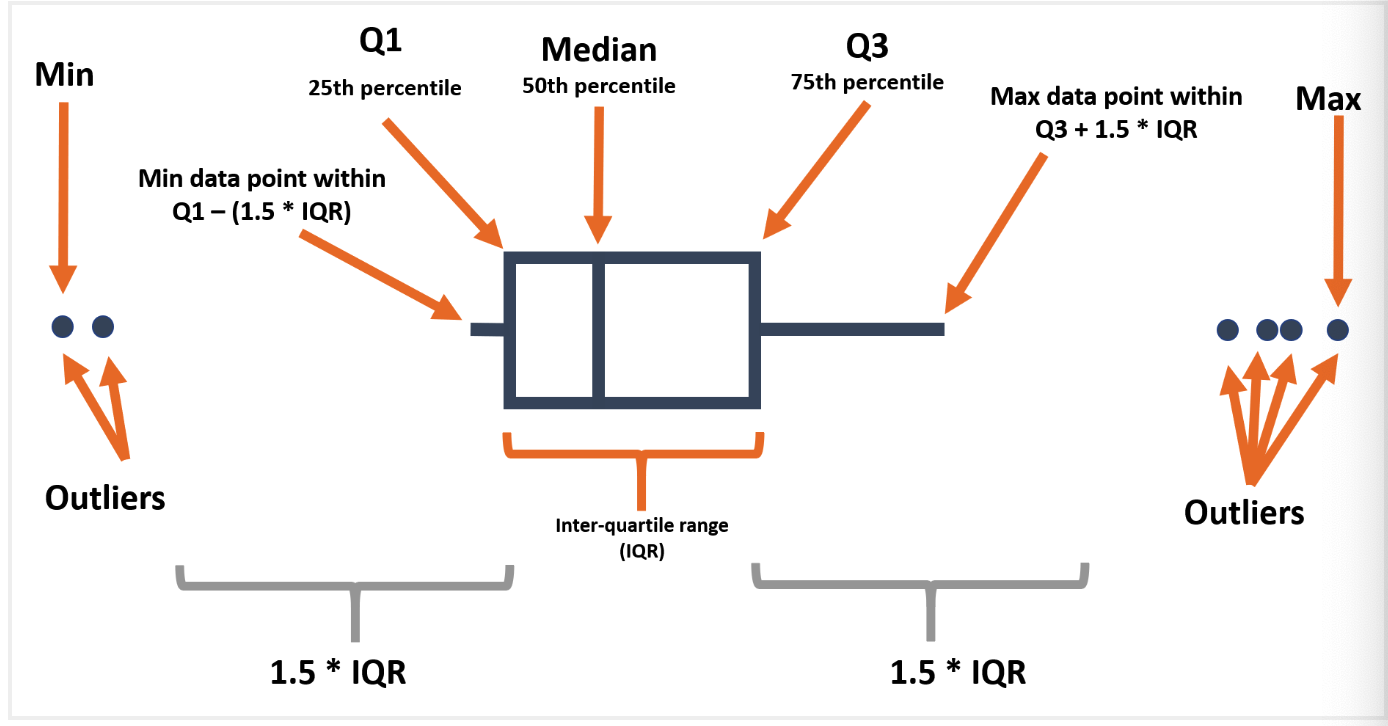 Min
Q1
25th percentile
Median
50th percentile
Q3
75th percentile
Max data point within
Q3 + 1.5 * IQR
Max
Min data point within
Q1 – (1.5 * IQR)
Outliers
Inter-quartile range
(IQR)
Outliers
1.5 * IQR
1.5 * IQR